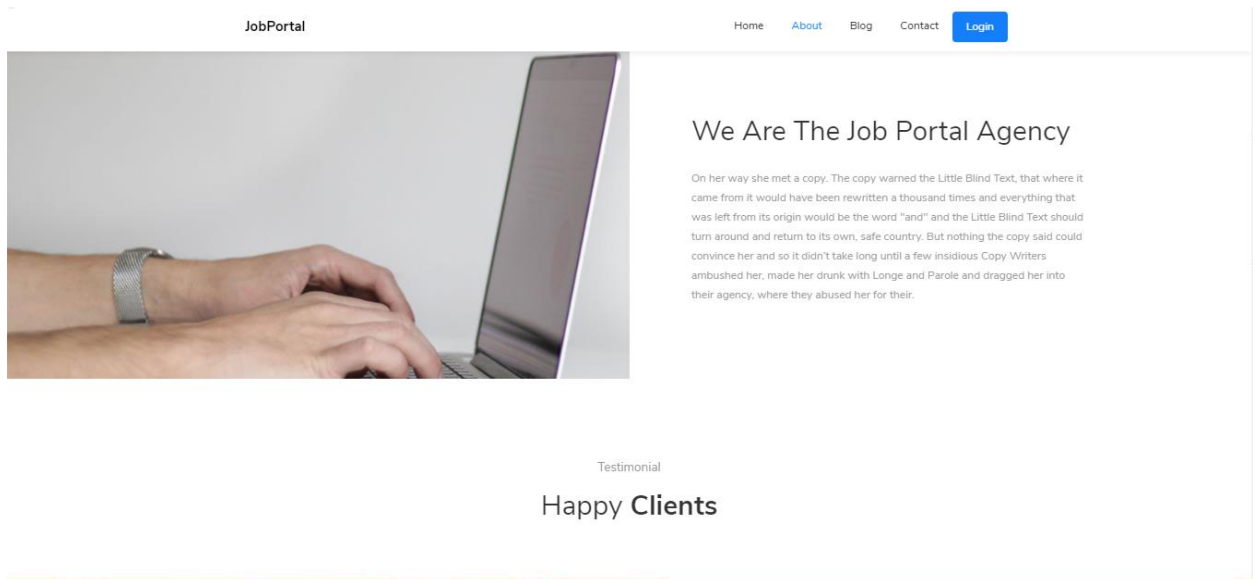 JobPortal
Home About Blog Contact Login
We Are The Job Portal Agency
On her way she met a copy. The copy warned the Little Blind Text, that where it
came from it would have been rewritten a thousand times and everything that
was left from its origin would be the word "and" and the Little Blind Text should
turn around and return to its own, safe country. But nothing the copy said could
convince her and so it didn't take long until a few insidious Copy Writers
ambushed her, made her drunk with Longe and Parole and dragged her into
their agency, where they abused her for their.
Testimonial
Happy Clients